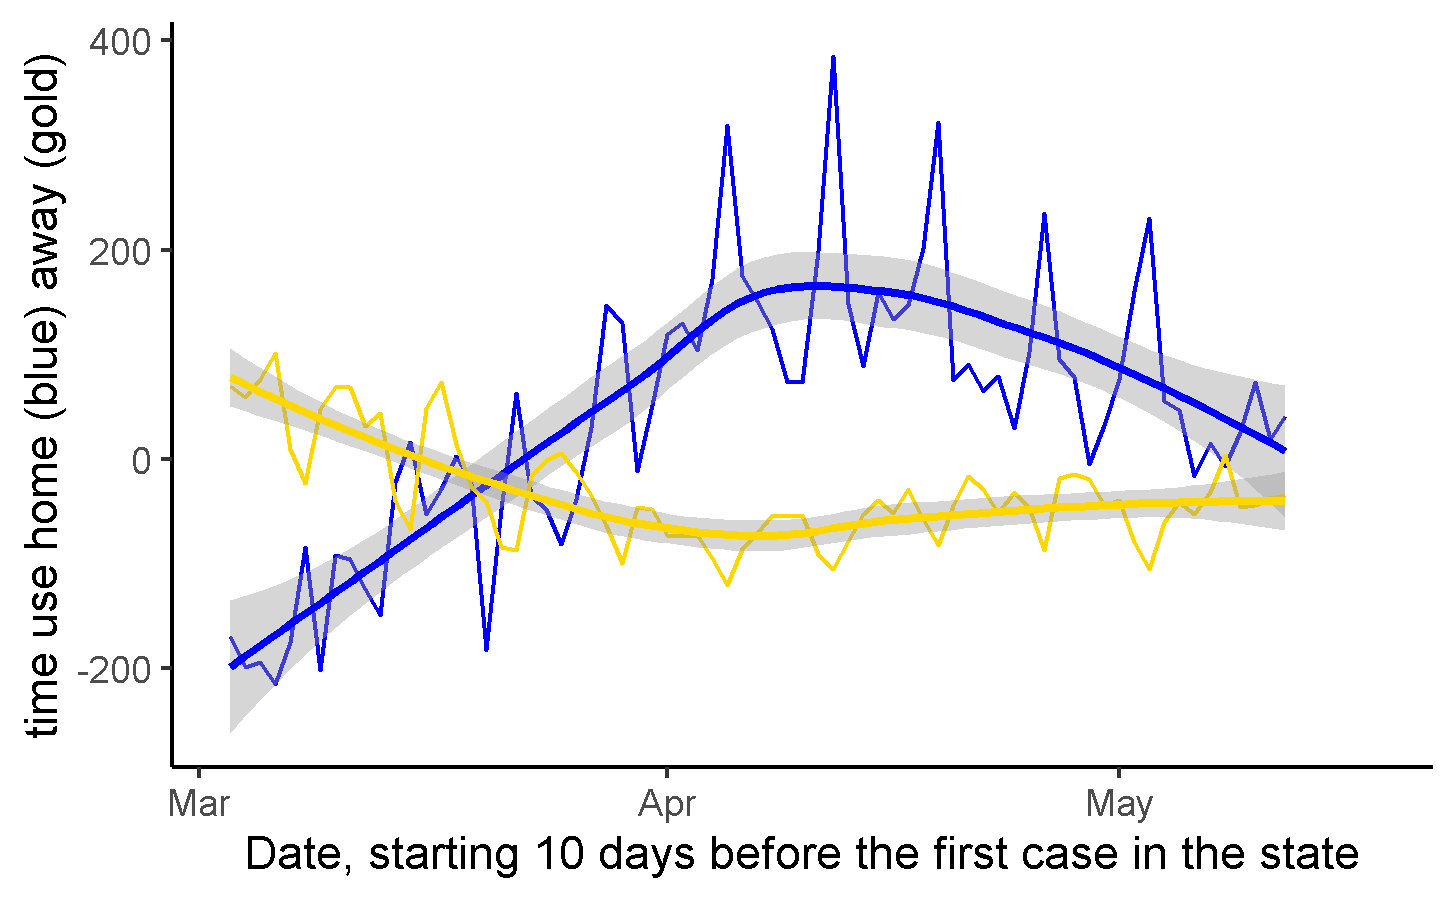 time use home (blue) away (gold)
400
200
0
-200
Mar
Apr
May
Date, starting 10 days before the first case in the state